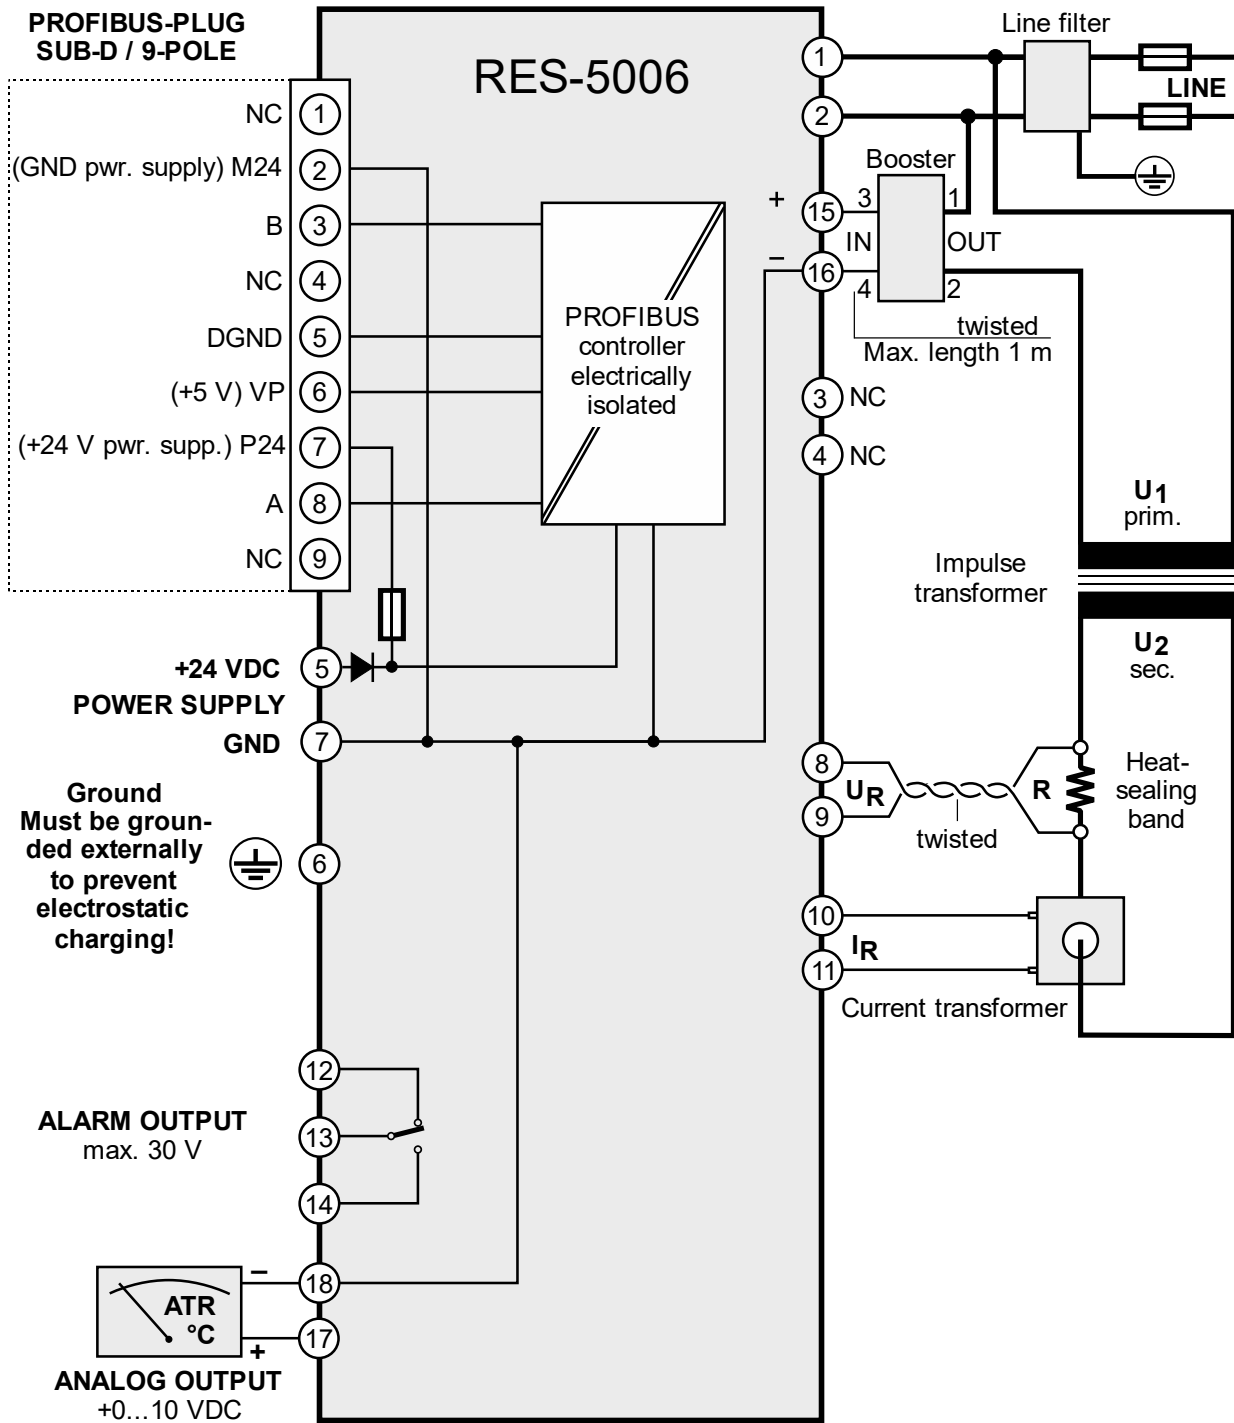 PROFIBUS-PLUG
SUB-D / 9-POLE
RES-5006
Line filter
LINE
NC 1
(GND pwr. supply) M24 2
B 3
NC 4
DGND 5
(+5 V) VP 6
(+24 V pwr. supp.) P24 7
A 8
NC 9
PROFIBUS
controller
electrically
isolated
1
2
Booster
+ 15 3 1
IN OUT
– 16 4 2
twisted
Max. length 1 m
3 NC
4 NC
U1
prim.
Impulse
transformer
U2
sec.
+24 VDC 5
POWER SUPPLY
GND 7
Ground
Must be groun-
ded externally
to prevent
electrostatic
charging!
6
8
UR
9
twisted
R
Heat-
sealing
band
10
IR
11
Current transformer
12
ALARM OUTPUT
max. 30 V
13
14
– 18
ATR
°C
+ 17
ANALOG OUTPUT
+0...10 VDC